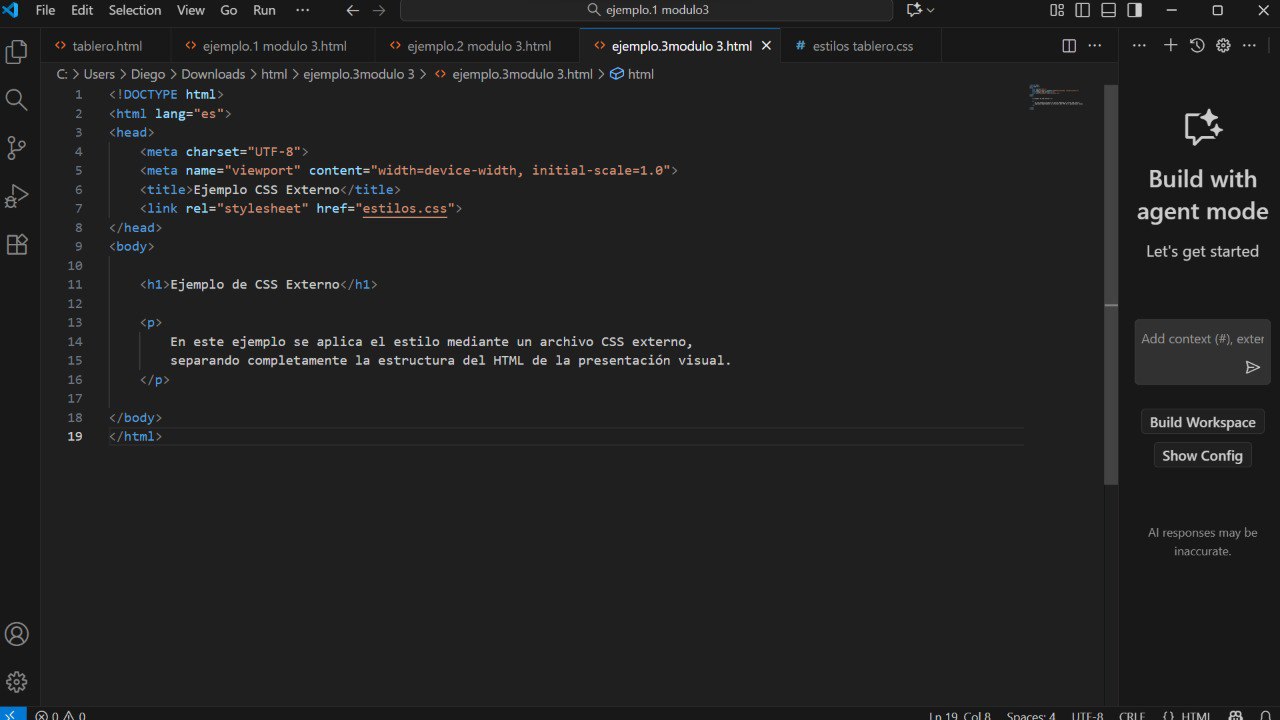 File Edit Selection View Go Run ··· ejemplo.1 modulo3
tablero.html ejemplo.1 modulo 3.html ejemplo.2 modulo 3.html ejemplo.3modulo 3.html estilos tablero.css
C: > Users > Diego > Downloads > html > ejemplo.3modulo 3 > ejemplo.3modulo 3.html > html
1 <!DOCTYPE html>
2 <html lang="es">
3 <head>
4 <meta charset="UTF-8">
5 <meta name="viewport" content="width=device-width, initial-scale=1.0">
6 <title>Ejemplo CSS Externo</title>
7 <link rel="stylesheet" href="estilos.css">
8 </head>
9 <body>
10
11 <h1>Ejemplo de CSS Externo</h1>
12
13 <p>
14 En este ejemplo se aplica el estilo mediante un archivo CSS externo,
15 separando completamente la estructura del HTML de la presentación visual.
16 </p>
17
18 </body>
19 </html>
Build with
agent mode
Let's get started
Add context (#), exter
Build Workspace
Show Config
AI responses may be
inaccurate.
0 0 Ln 19, Col 8 Spaces: 4 UTF-8 CRLF {} HTML